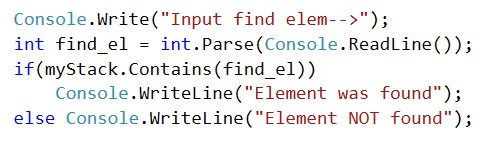 Console.Write("Input find elem-->");
int find_el = int.Parse(Console.ReadLine());
if(myStack.Contains(find_el))
    Console.WriteLine("Element was found");
else Console.WriteLine("Element NOT found");